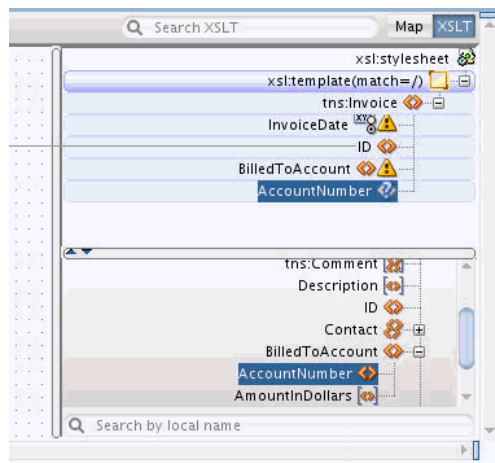 Search XSLT
Map
XSLT
xsl:stylesheet
xsl:template(match=/)
tns:Invoice
InvoiceDate
ID
BilledToAccount
AccountNumber
tns:Comment
Description
ID
Contact
BilledToAccount
AccountNumber
AmountInDollars
Search by local name